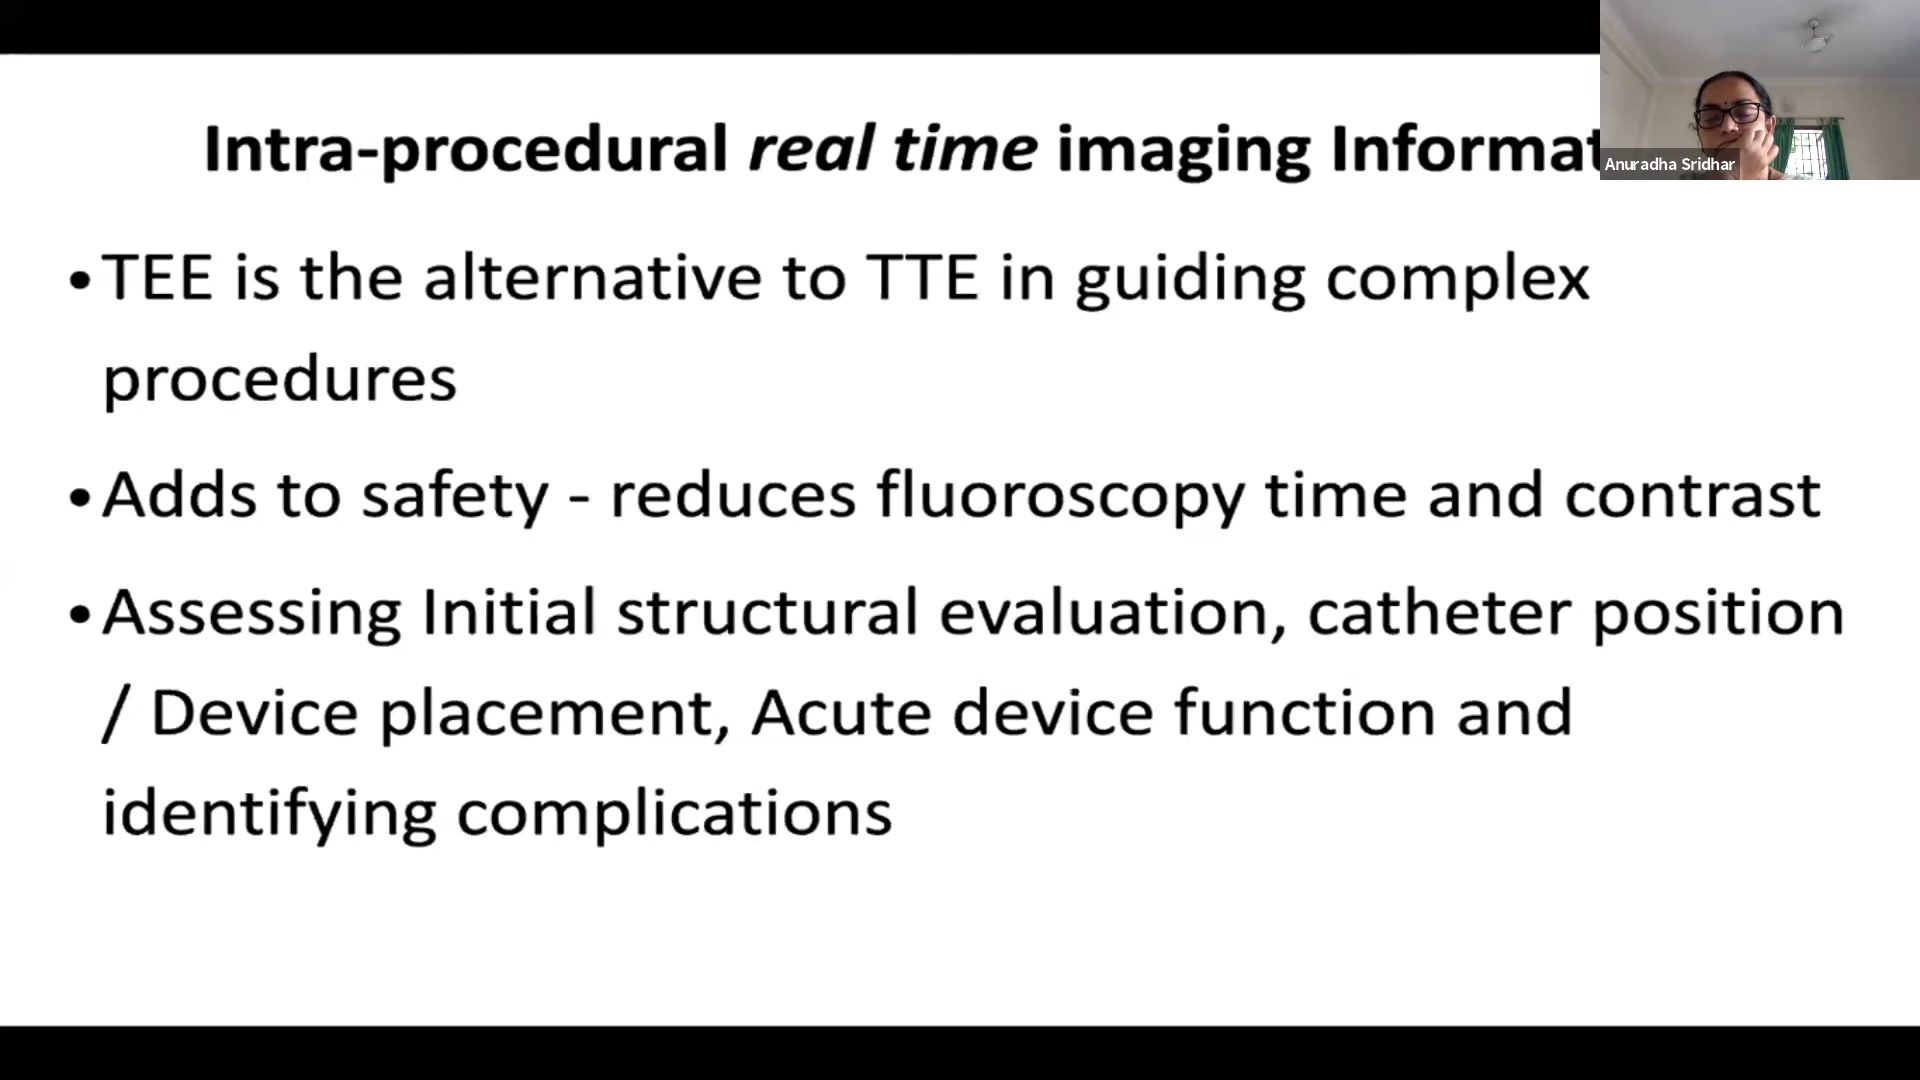 Intra-procedural real time imaging Informat
Anuradha Sridhar
• TEE is the alternative to TTE in guiding complex
procedures
• Adds to safety - reduces fluoroscopy time and contrast
• Assessing Initial structural evaluation, catheter position
/ Device placement, Acute device function and
identifying complications